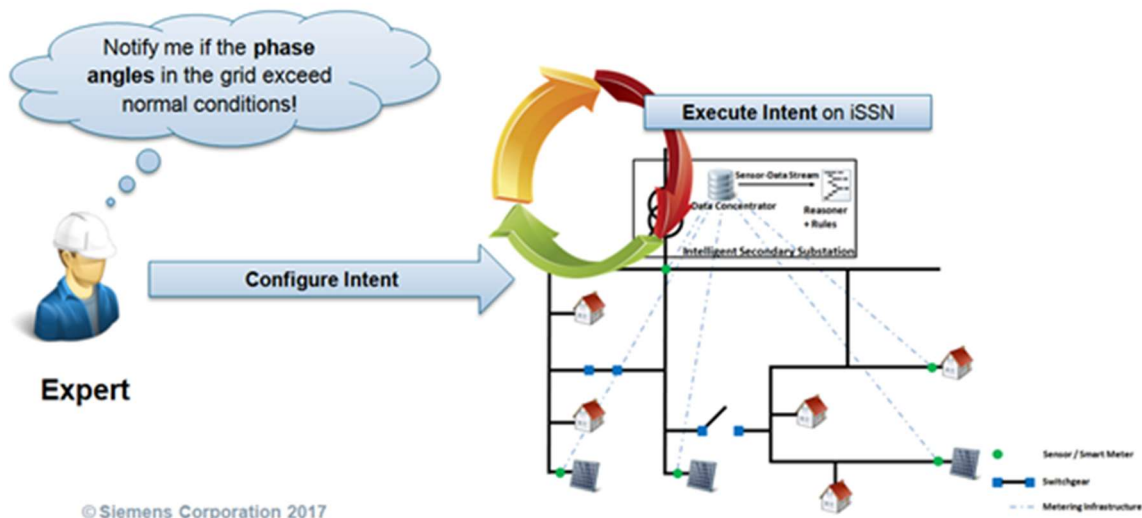 Notify me if the phase
angles in the grid exceed
normal conditions!
Execute Intent on iSSN
Sensor-Data Stream
Data Concentrator
Reasoner
+ Rules
Intelligent Secondary Substation
Configure Intent
Expert
Sensor / Smart Meter
Switchgear
Metering Infrastructure
© Siemens Corporation 2017